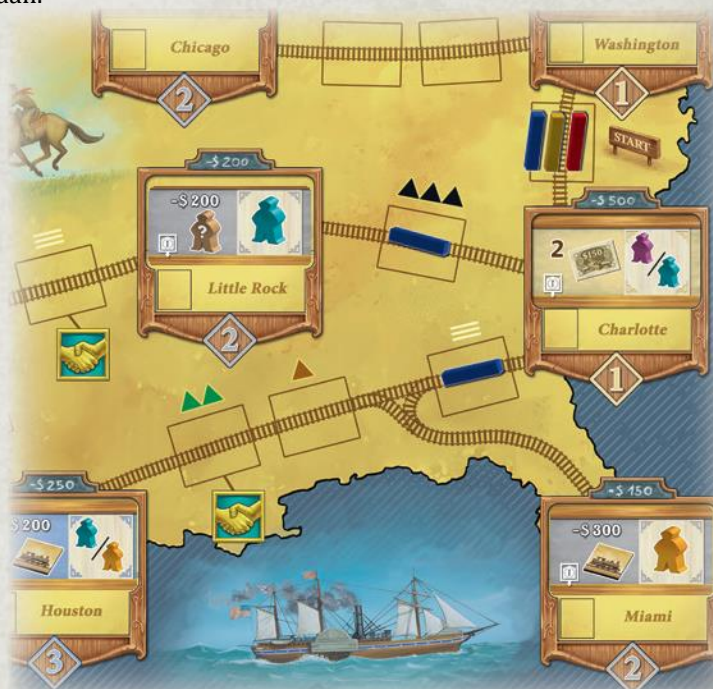 Chicago
Washington
2
1
START
-$200
-$200
?
Little Rock
2
-$500
2
$150
Charlotte
1
-$250
$200
Houston
3
-$150
-$300
Miami
2